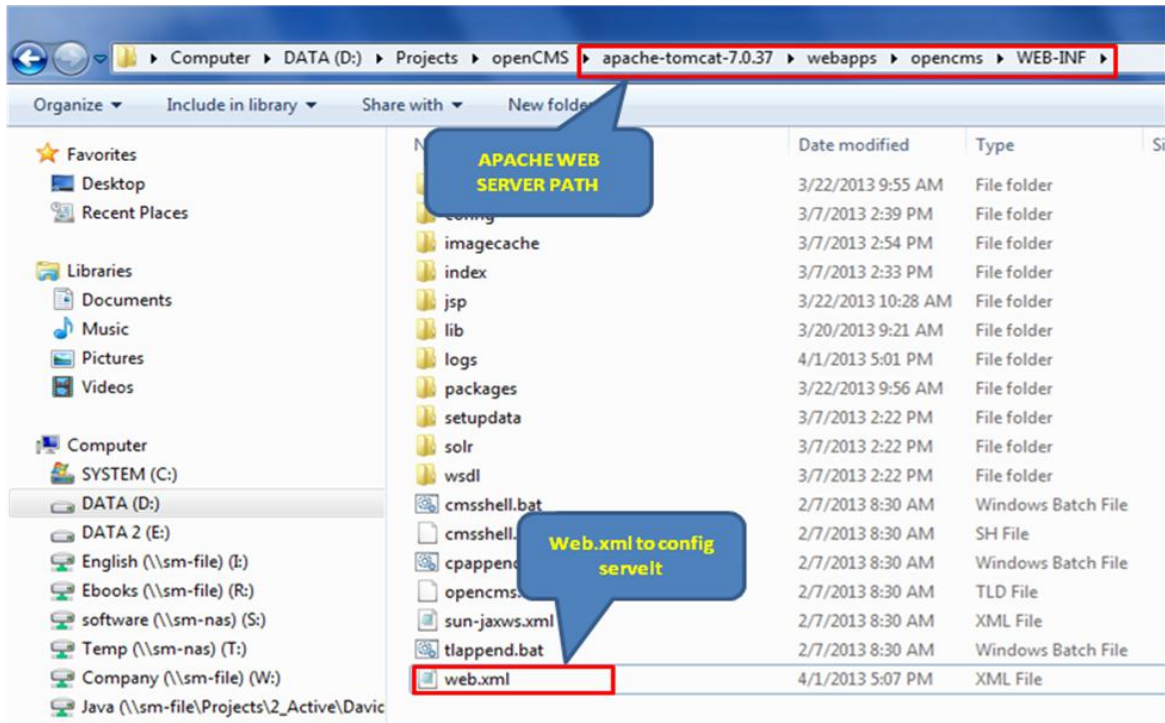 Computer ▸ DATA (D:) ▸ Projects ▸ openCMS ▸ apache-tomcat-7.0.37 ▸ webapps ▸ opencms ▸ WEB-INF ▸
Organize Include in library Share with New folder
APACHE WEB
SERVER PATH
Date modified Type
Favorites
Desktop 3/22/2013 9:55 AM File folder
Recent Places config 3/7/2013 2:39 PM File folder
imagecache 3/7/2013 2:54 PM File folder
Libraries index 3/7/2013 2:33 PM File folder
Documents jsp 3/22/2013 10:28 AM File folder
Music lib 3/20/2013 9:21 AM File folder
Pictures logs 4/1/2013 5:01 PM File folder
Videos packages 3/22/2013 9:56 AM File folder
setupdata 3/7/2013 2:22 PM File folder
Computer solr 3/7/2013 2:22 PM File folder
SYSTEM (C:) wsdl 3/7/2013 2:22 PM File folder
DATA (D:) cmsshell.bat 2/7/2013 8:30 AM Windows Batch File
DATA 2 (E:) cmsshell. 2/7/2013 8:30 AM SH File
Web.xml to config
servelt
English (\\sm-file) (I:) cpappend 2/7/2013 8:30 AM Windows Batch File
Ebooks (\\sm-file) (R:) opencms. 2/7/2013 8:30 AM TLD File
software (\\sm-nas) (S:) sun-jaxws.xml 2/7/2013 8:30 AM XML File
Temp (\\sm-nas) (T:) tlappend.bat 2/7/2013 8:30 AM Windows Batch File
Company (\\sm-file) (W:) web.xml 4/1/2013 5:07 PM XML File
Java (\\sm-file\Projects\2_Active\Davic